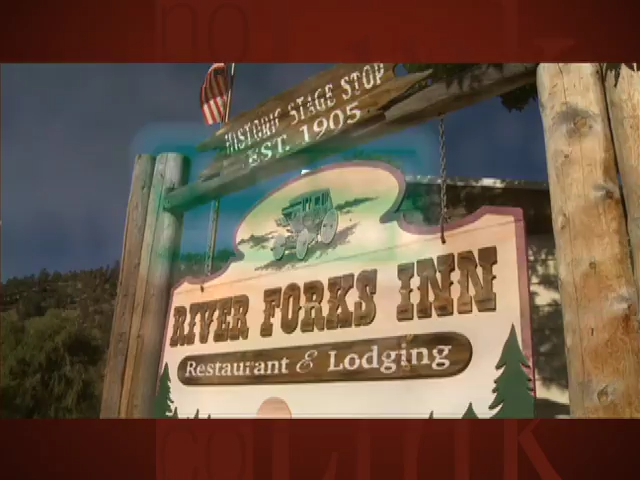 HISTORIC STAGE STOP
EST. 1905
RIVER FORKS INN
Restaurant & Lodging